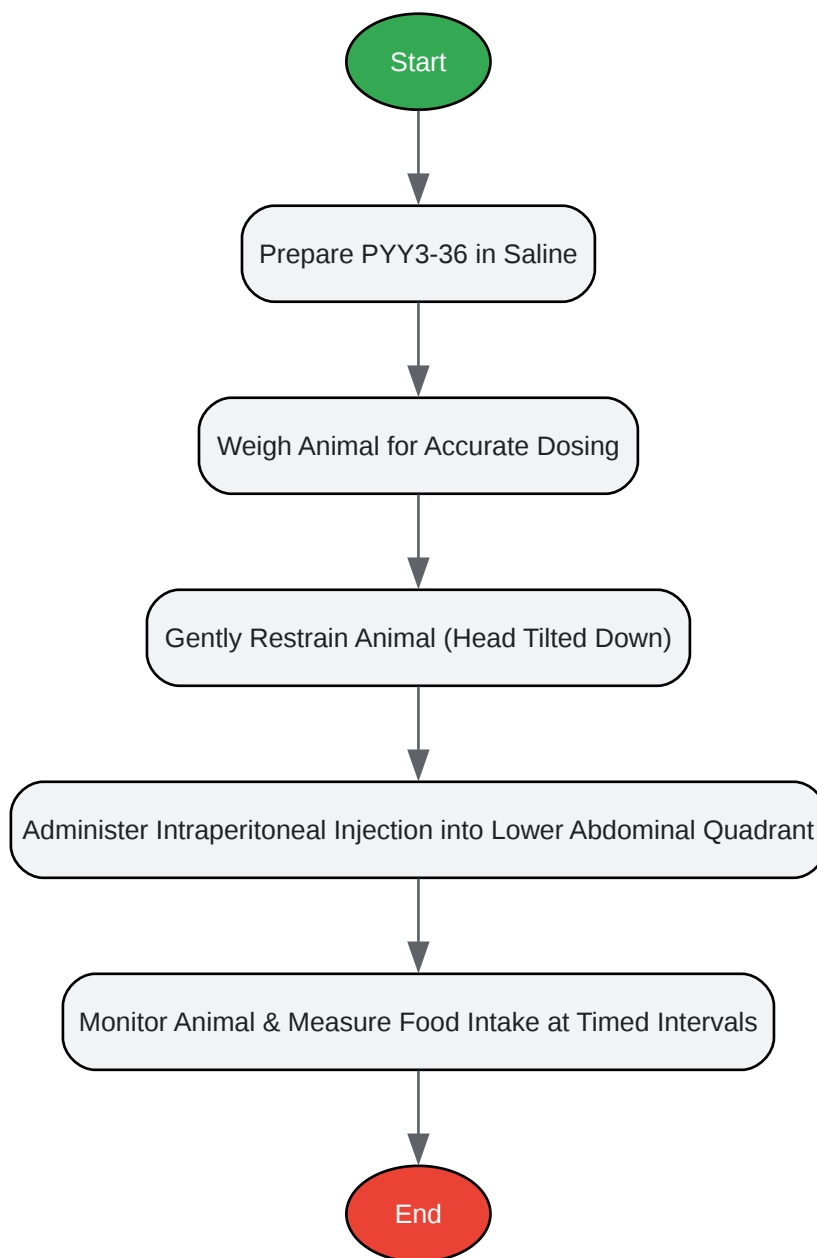 Start
Prepare PYY3-36 in Saline
Weigh Animal for Accurate Dosing
Gently Restrain Animal (Head Tilted Down)
Administer Intraperitoneal Injection into Lower Abdominal Quadrant
Monitor Animal & Measure Food Intake at Timed Intervals
End